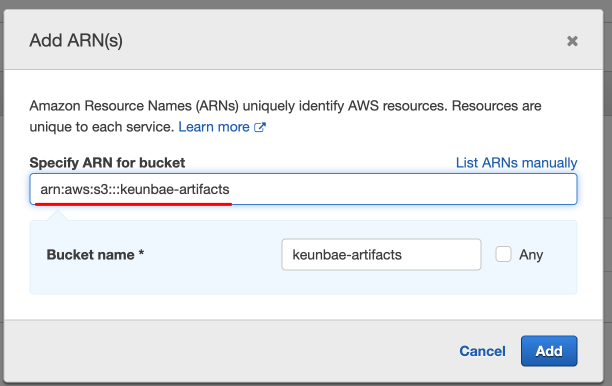 Add ARN(s)
Amazon Resource Names (ARNs) uniquely identify AWS resources. Resources are
unique to each service. Learn more
Specify ARN for bucket List ARNs manually
arn:aws:s3:::keunbae-artifacts
Bucket name * keunbae-artifacts Any
Cancel Add